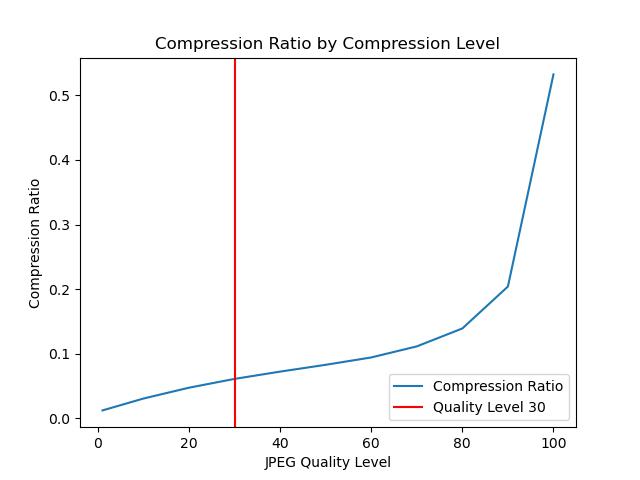 Compression Ratio by Compression Level
Compression Ratio
0.5
0.4
0.3
0.2
0.1
0.0
Compression Ratio
Quality Level 30
0 20 40 60 80 100
JPEG Quality Level